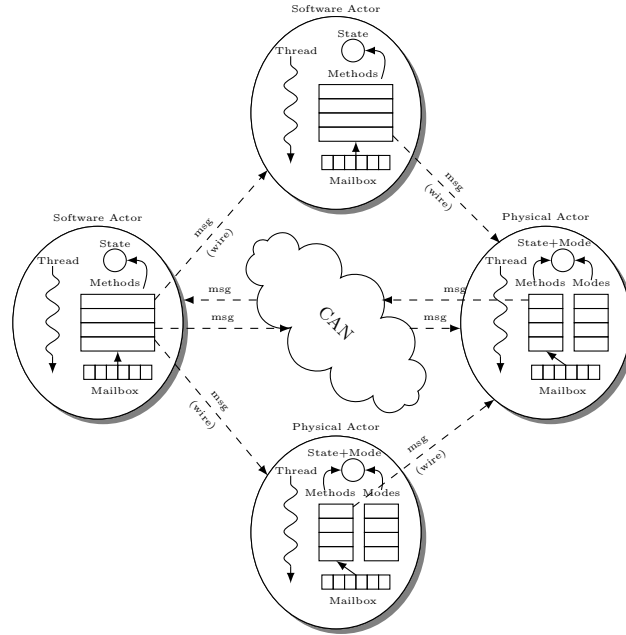 Software Actor
State
Thread
Methods
Mailbox
msg
(wire)
msg
(wire)
Software Actor
State
Thread
Methods
Mailbox
msg
msg
CAN
msg
msg
Physical Actor
State+Mode
Thread
Methods Modes
Mailbox
msg
(wire)
msg
(wire)
Physical Actor
State+Mode
Thread
Methods Modes
Mailbox